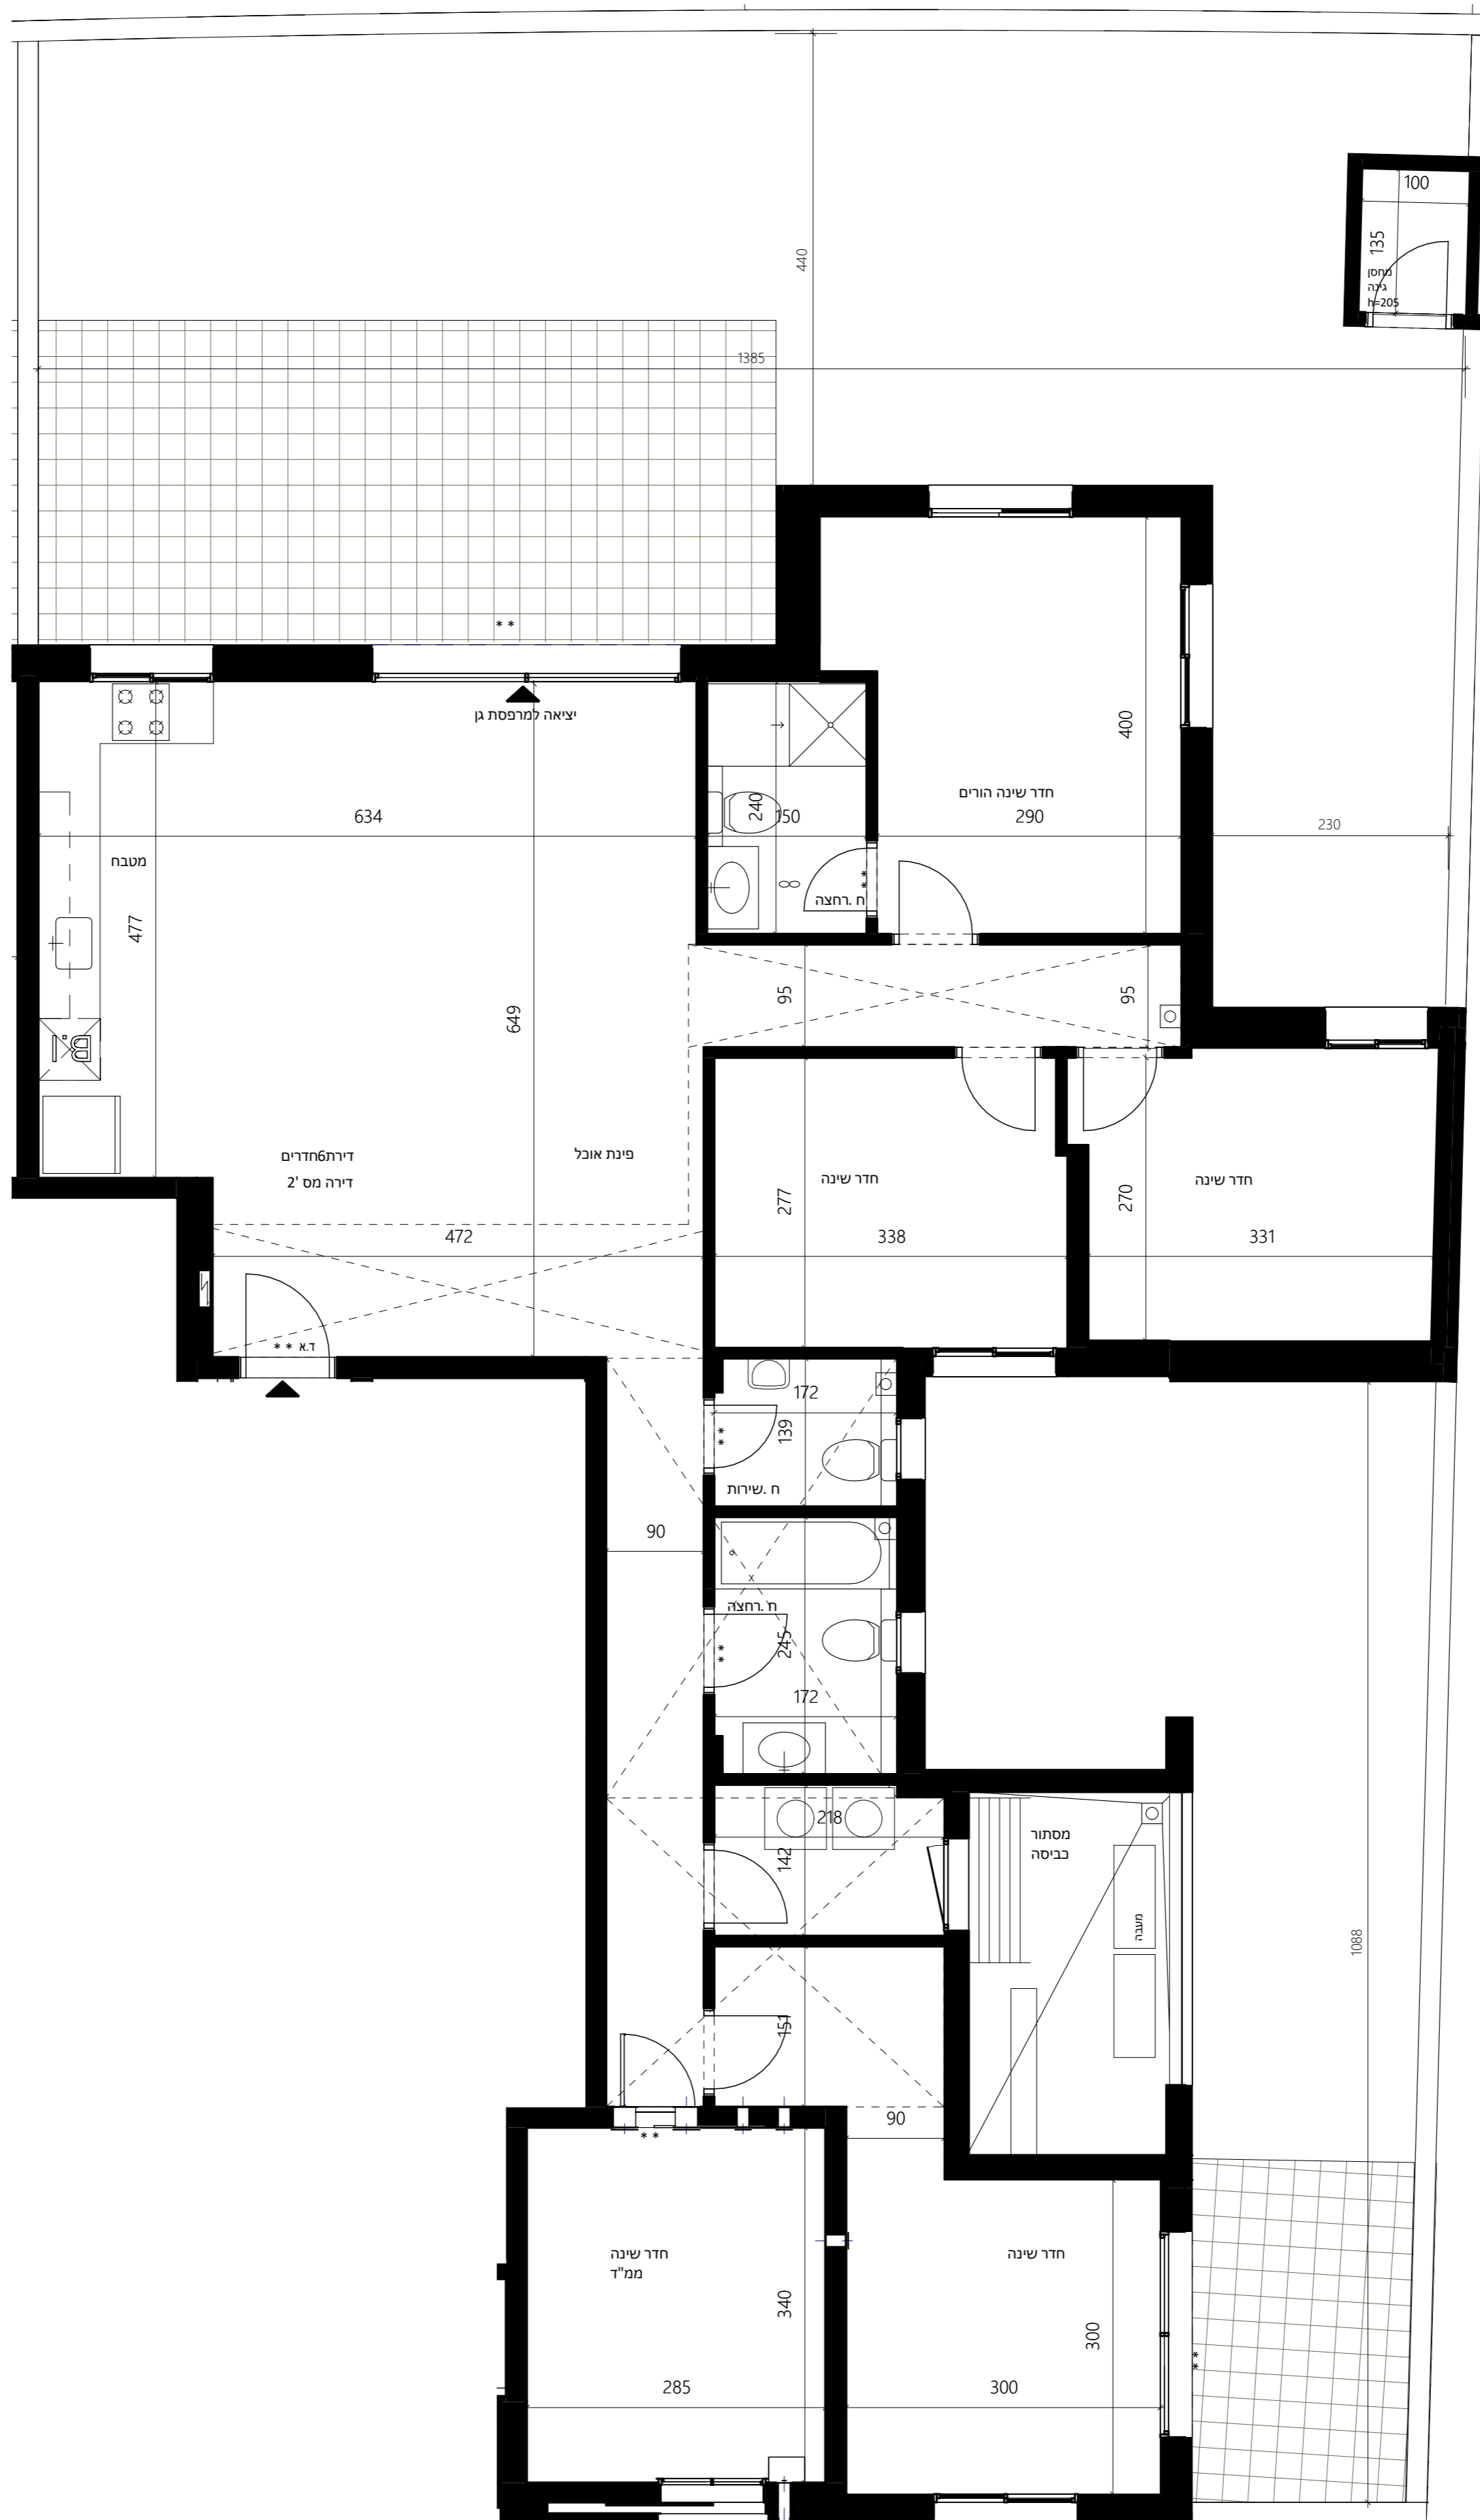 100
135
מחסן
גינה
h=205
440
1385
* *
יציאה למרפסת גן
400
חדר שינה הורים
634
240
150
290
230
מטבח
* *
ח .רחצה
477
95
95
649
דירת6חדרים
דירה מס '2
פינת אוכל
חדר שינה
חדר שינה
277
270
472
338
331
* * ד.א
172
139
* *
ח .שירות
90
ח .רחצה
245
* *
172
218
142
מסתור
כביסה
מעבה
1088
151
90
* *
חדר שינה
ממ"ד
חדר שינה
340
300
* *
285
300